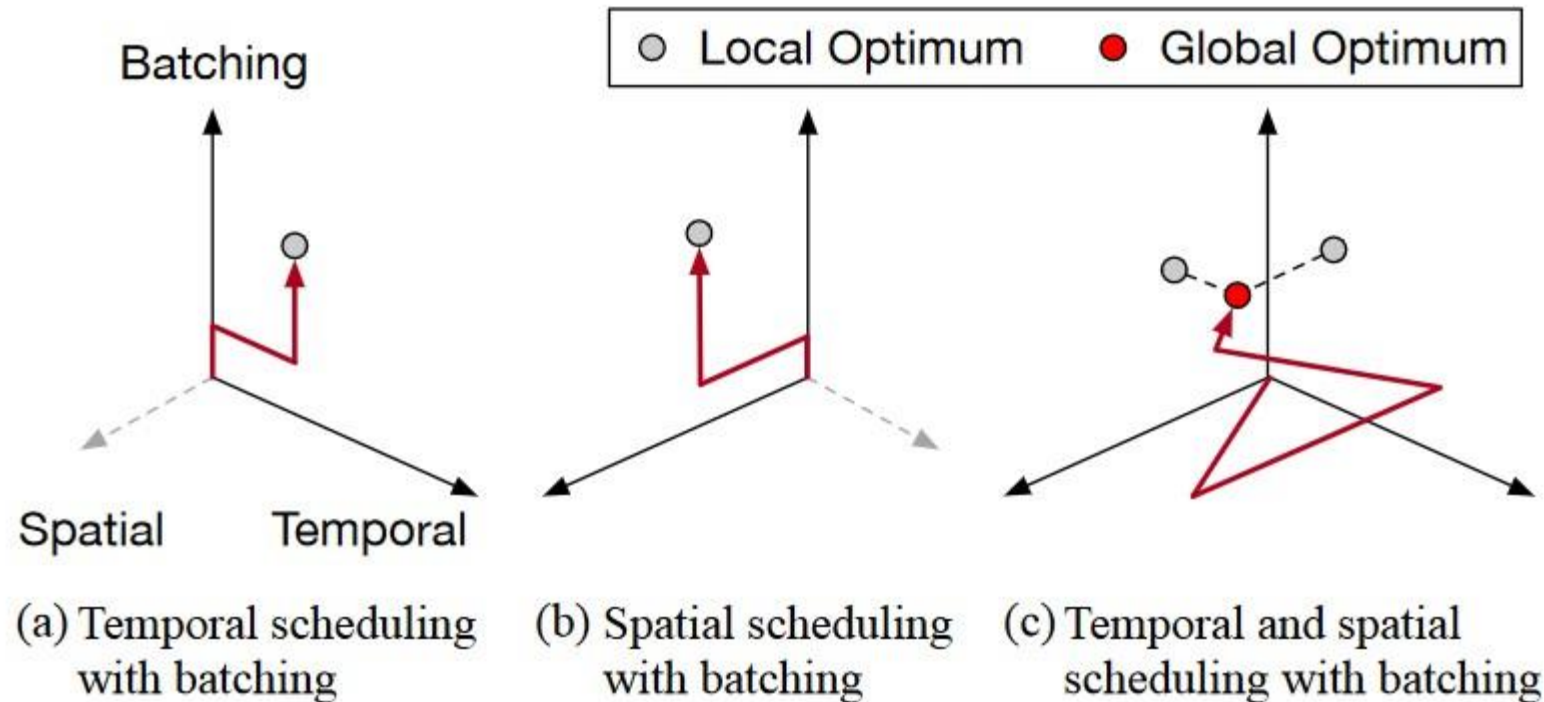 Batching
Local Optimum
Global Optimum
Spatial
Temporal
(a) Temporal scheduling
with batching
(b) Spatial scheduling
with batching
(c) Temporal and spatial
scheduling with batching